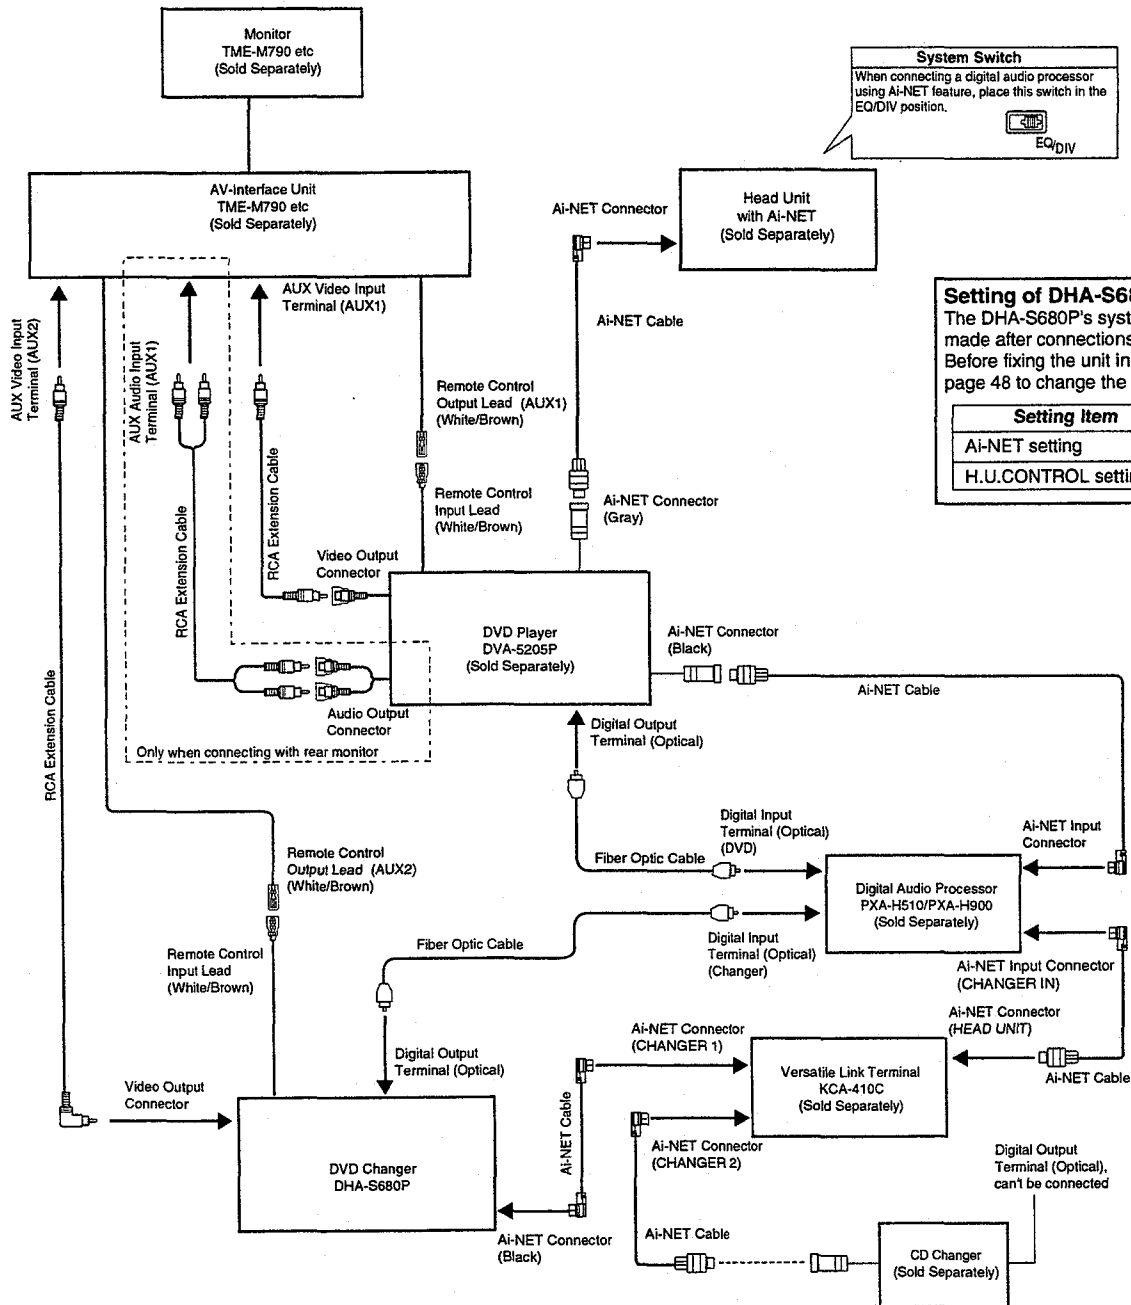 Monitor
TME-M790 etc
(Sold Separately)
System Switch
When connecting a digital audio processor
using Ai-NET feature, place this switch in the
EQ/DIV position.
EQ/DIV
AV-Interface Unit
TME-M790 etc
(Sold Separately)
Ai-NET Connector
Head Unit
with Ai-NET
(Sold Separately)
AUX Video Input
Terminal (AUX2)
AUX Audio Input
Terminal (AUX1)
AUX Video Input
Terminal (AUX1)
Ai-NET Cable
Setting of DHA-S68
The DHA-S680P's syst
made after connections
Before fixing the unit in
page 48 to change the
Setting Item
Ai-NET setting
H.U.CONTROL settin
Remote Control
Output Lead (AUX1)
(White/Brown)
Remote Control
Input Lead
(White/Brown)
Ai-NET Connector
(Gray)
RCA Extension Cable
RCA Extension Cable
RCA Extension Cable
Video Output
Connector
DVD Player
DVA-5205P
(Sold Separately)
Ai-NET Connector
(Black)
Ai-NET Cable
Audio Output
Connector
Only when connecting with rear monitor
Digital Output
Terminal (Optical)
Digital Input
Terminal (Optical)
(DVD)
Fiber Optic Cable
Ai-NET Input
Connector
Remote Control
Output Lead (AUX2)
(White/Brown)
Digital Audio Processor
PXA-H510/PXA-H900
(Sold Separately)
Fiber Optic Cable
Digital Input
Terminal (Optical)
(Changer)
Remote Control
Input Lead
(White/Brown)
Ai-NET Input Connector
(CHANGER IN)
Ai-NET Connector
(HEAD UNIT)
Ai-NET Connector
(CHANGER 1)
Digital Output
Terminal (Optical)
Versatile Link Terminal
KCA-410C
(Sold Separately)
Ai-NET Cable
Video Output
Connector
Ai-NET Cable
Ai-NET Connector
(CHANGER 2)
DVD Changer
DHA-S680P
Digital Output
Terminal (Optical),
can't be connected
Ai-NET Connector
(Black)
Ai-NET Cable
CD Changer
(Sold Separately)